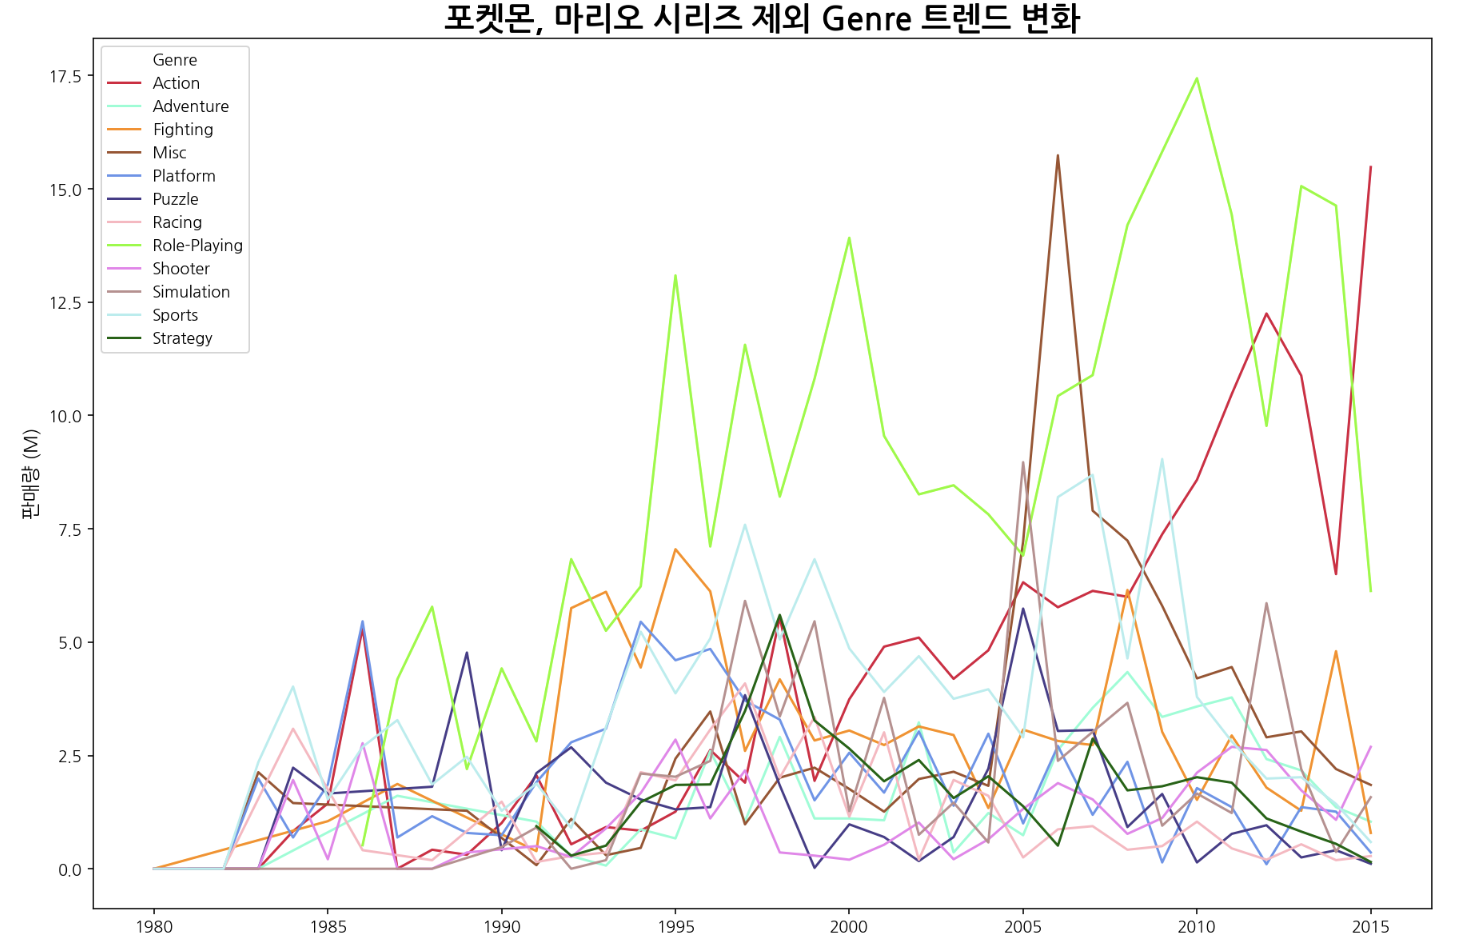 포켓몬, 마리오 시리즈 제외 Genre 트렌드 변화
Genre
Action
Adventure
Fighting
Misc
Platform
Puzzle
Racing
Role-Playing
Shooter
Simulation
Sports
Strategy
판매량 (M)
17.5
15.0
12.5
10.0
7.5
5.0
2.5
0.0
1980 1985 1990 1995 2000 2005 2010 2015